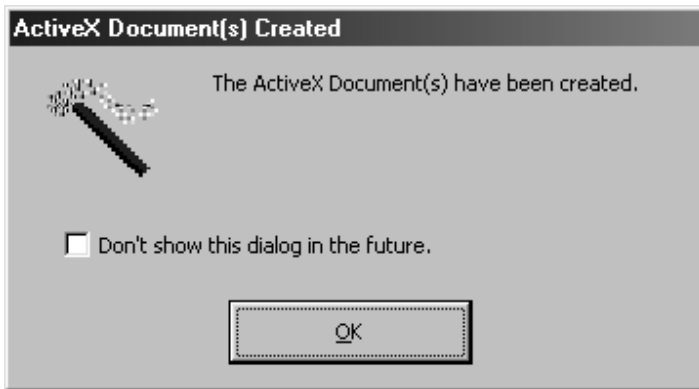 ActiveX Document(s) Created
The ActiveX Document(s) have been created.
Don't show this dialog in the future.
OK